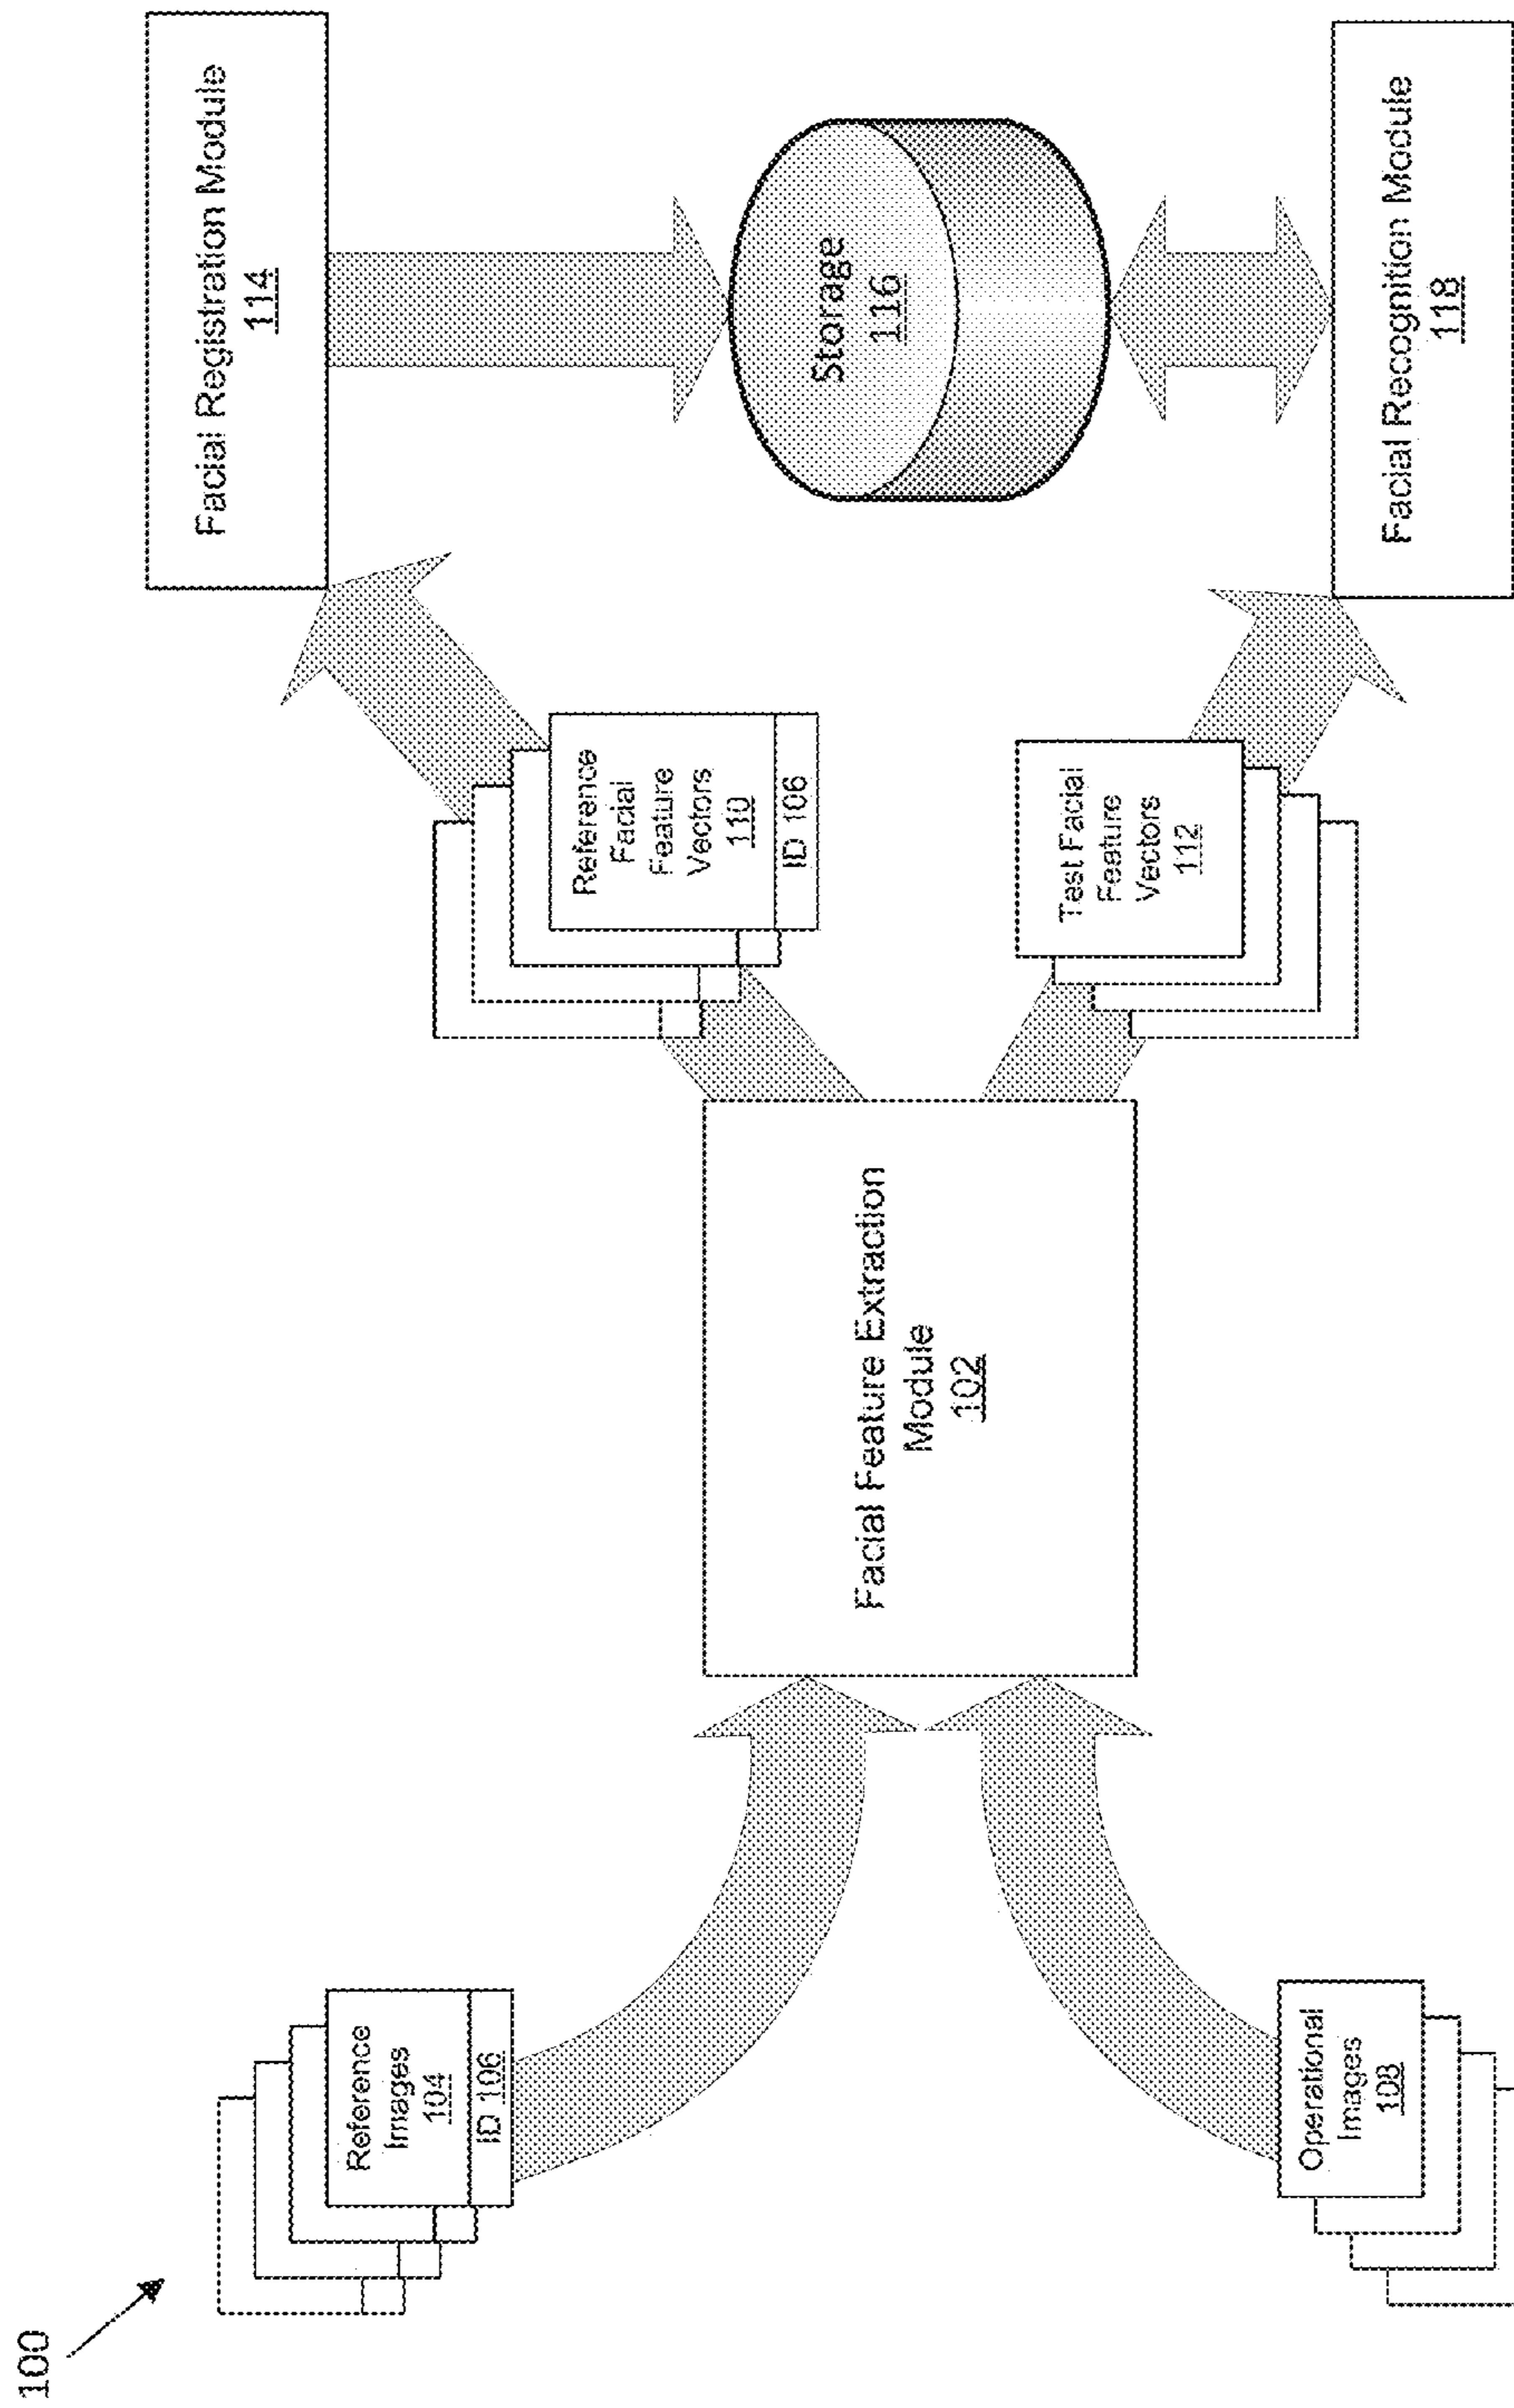 100
Reference
Images
104
ID 106
Operational
Images
108
Facial Feature Extraction
Module
102
Reference
Facial
Feature
Vectors
110
ID 106
Test Facial
Feature
Vectors
112
Facial Registration Module
114
Storage
116
Facial Recognition Module
118